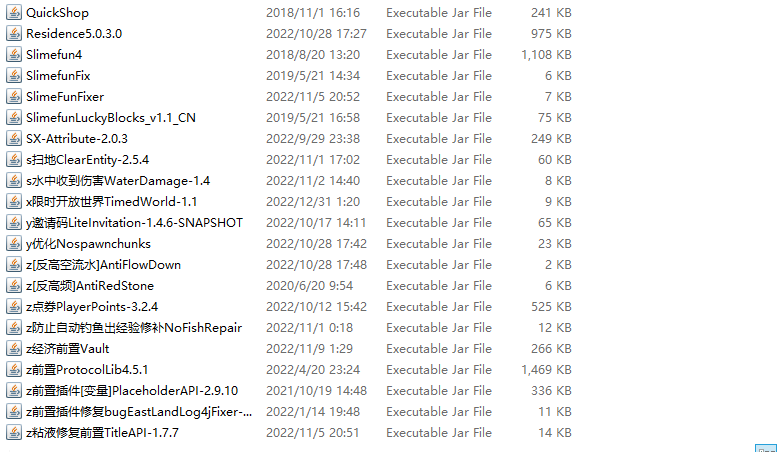 QuickShop 2018/11/1 16:16 Executable Jar File 241 KB
Residence5.0.3.0 2022/10/28 17:27 Executable Jar File 975 KB
Slimefun4 2018/8/20 13:20 Executable Jar File 1,108 KB
SlimefunFix 2019/5/21 14:34 Executable Jar File 6 KB
SlimeFunFixer 2022/11/5 20:52 Executable Jar File 7 KB
SlimefunLuckyBlocks_v1.1_CN 2019/5/21 16:58 Executable Jar File 75 KB
SX-Attribute-2.0.3 2022/9/29 23:38 Executable Jar File 249 KB
s扫地ClearEntity-2.5.4 2022/11/1 17:02 Executable Jar File 60 KB
s水中收到伤害WaterDamage-1.4 2022/11/2 14:40 Executable Jar File 8 KB
x限时开放世界TimedWorld-1.1 2022/12/31 1:20 Executable Jar File 9 KB
y邀请码LiteInvitation-1.4.6-SNAPSHOT 2022/10/17 14:11 Executable Jar File 65 KB
y优化Nospawnchunks 2022/10/28 17:42 Executable Jar File 23 KB
z[反高空流水]AntiFlowDown 2022/10/28 17:48 Executable Jar File 2 KB
z[反高频]AntiRedStone 2020/6/20 9:54 Executable Jar File 6 KB
z点券PlayerPoints-3.2.4 2022/10/12 15:42 Executable Jar File 525 KB
z防止自动钓鱼出经验修补NoFishRepair 2022/11/1 0:18 Executable Jar File 12 KB
z经济前置Vault 2022/11/9 1:29 Executable Jar File 266 KB
z前置ProtocolLib4.5.1 2022/4/20 23:24 Executable Jar File 1,469 KB
z前置插件[变量]PlaceholderAPI-2.9.10 2021/10/19 14:48 Executable Jar File 336 KB
z前置插件修复bugEastLandLog4jFixer-... 2022/1/14 19:48 Executable Jar File 11 KB
z粘液修复前置TitleAPI-1.7.7 2022/11/5 20:51 Executable Jar File 14 KB